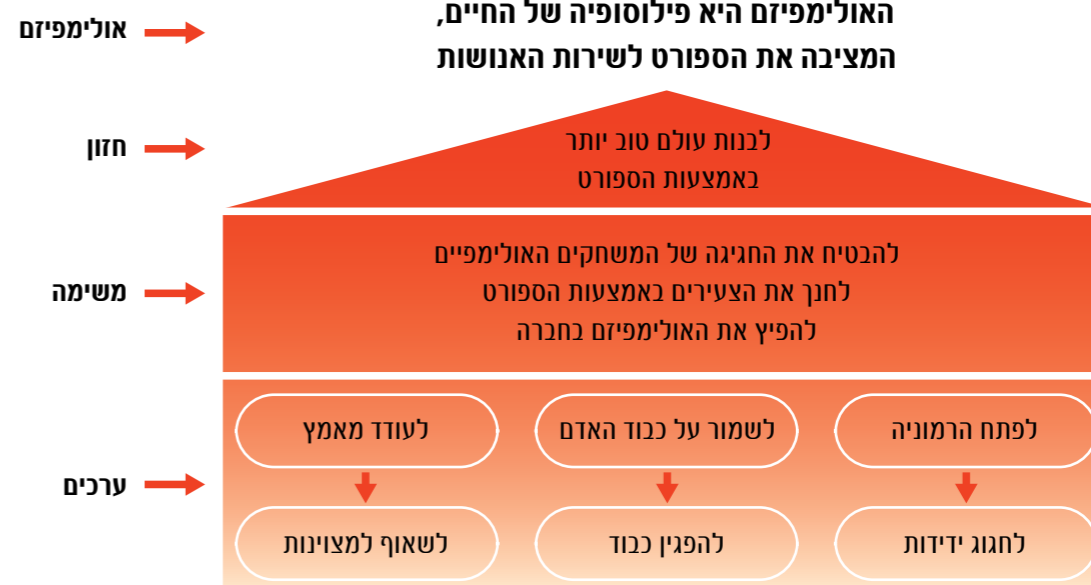 אולימפיזם
האולימפיזם היא פילוסופיה של החיים,
המציבה את הספורט לשירות האנושות
חזון
לבנות עולם טוב יותר
באמצעות הספורט
משימה
להבטיח את החגיגה של המשחקים האולימפיים
לחנך את הצעירים באמצעות הספורט
להפיץ את האולימפיזם בחברה
ערכים
לפתח הרמוניה
לשמור על כבוד האדם
לעודד מאמץ
לחגוג ידידות
להפגין כבוד
לשאוף למצוינות